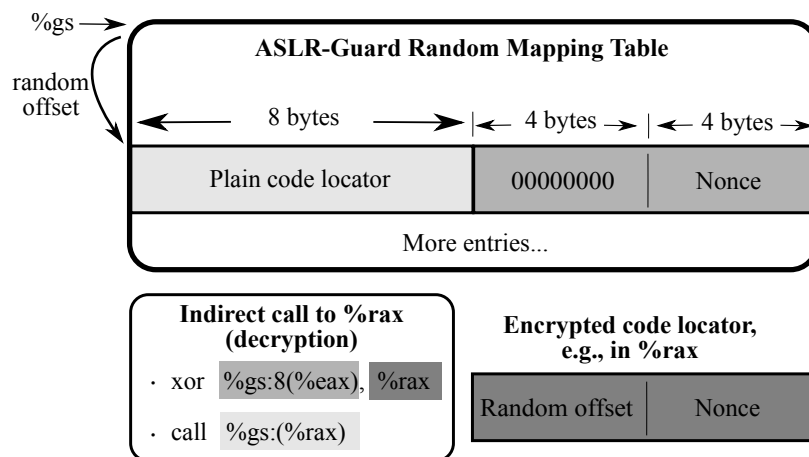 %gs
ASLR-Guard Random Mapping Table
random
offset
8 bytes
4 bytes
4 bytes
Plain code locator
00000000
Nonce
More entries...
Indirect call to %rax
(decryption)
· xor %gs:8(%eax), %rax
· call %gs:(%rax)
Encrypted code locator,
e.g., in %rax
Random offset
Nonce